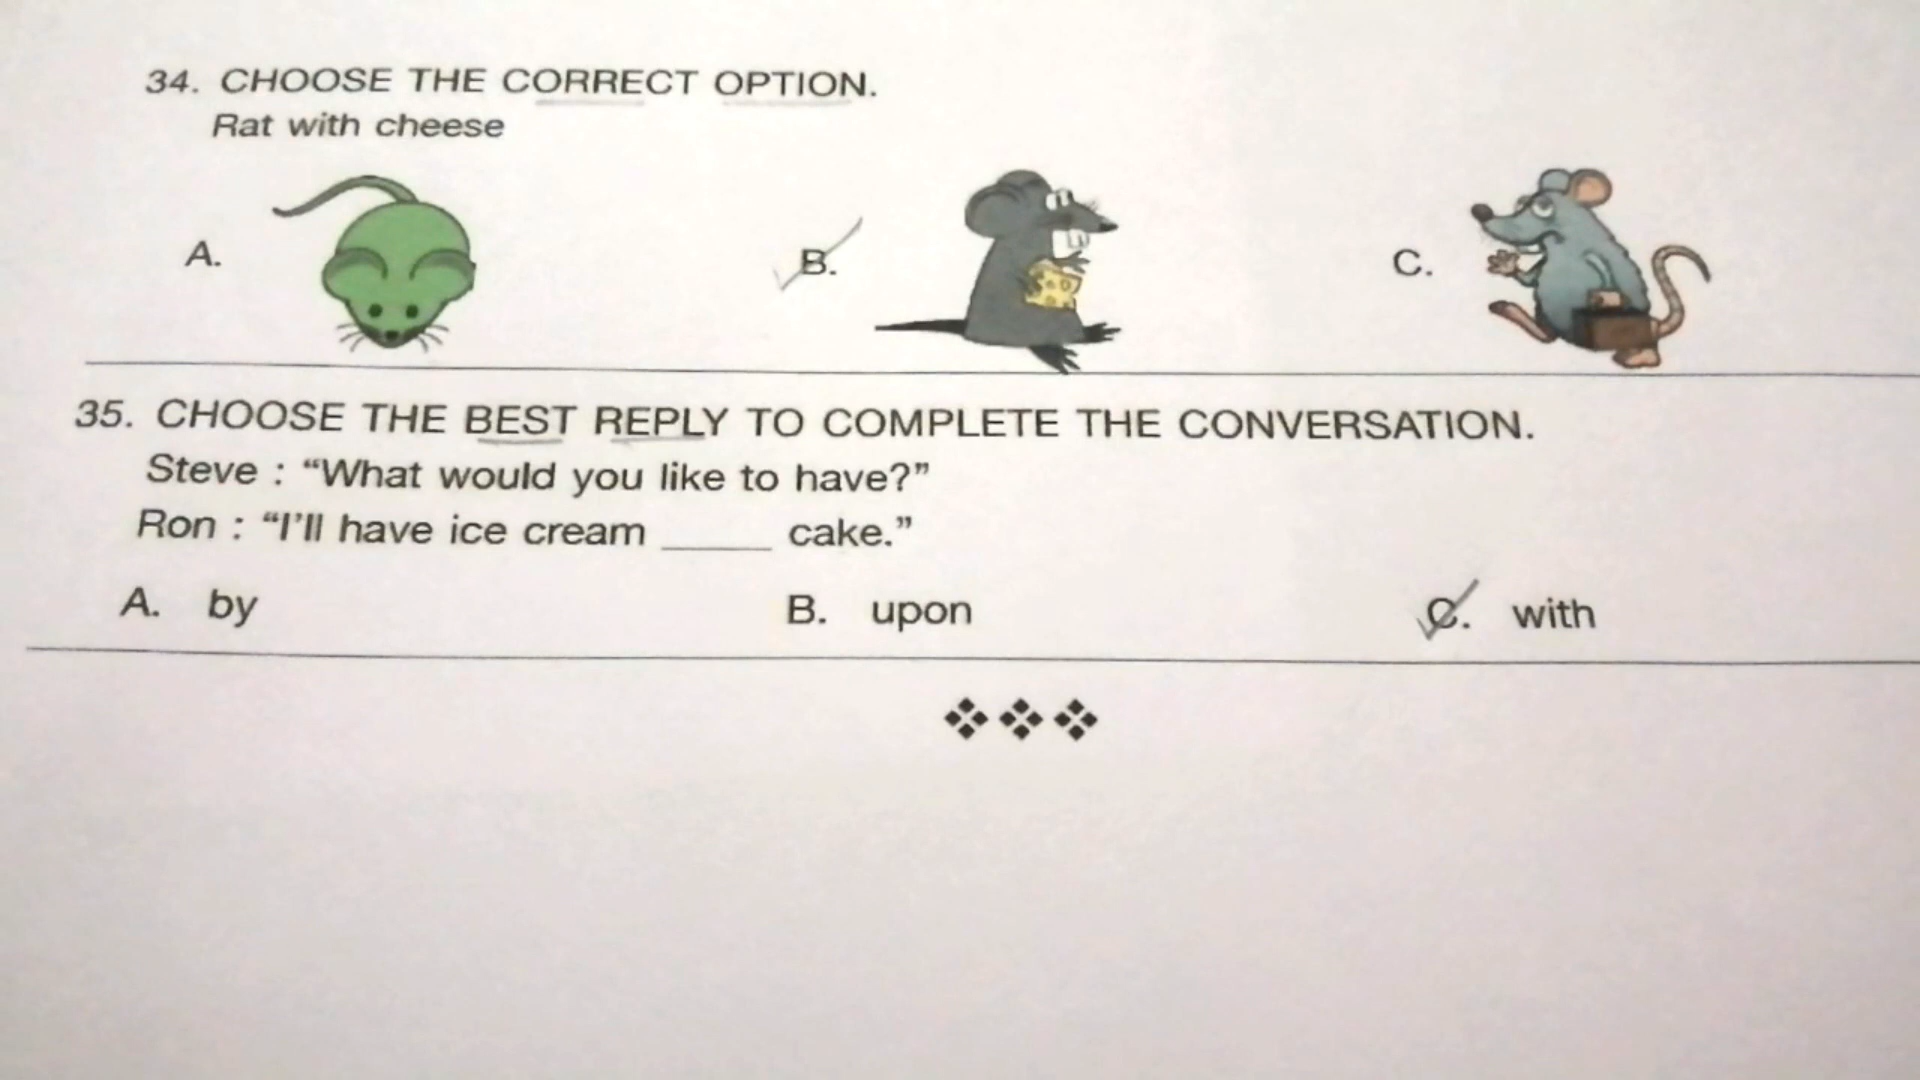 34. CHOOSE THE CORRECT OPTION.
Rat with cheese
A. B. C.
35. CHOOSE THE BEST REPLY TO COMPLETE THE CONVERSATION.
Steve : “What would you like to have?”
Ron : “I’ll have ice cream _____ cake.”
A. by B. upon C. with